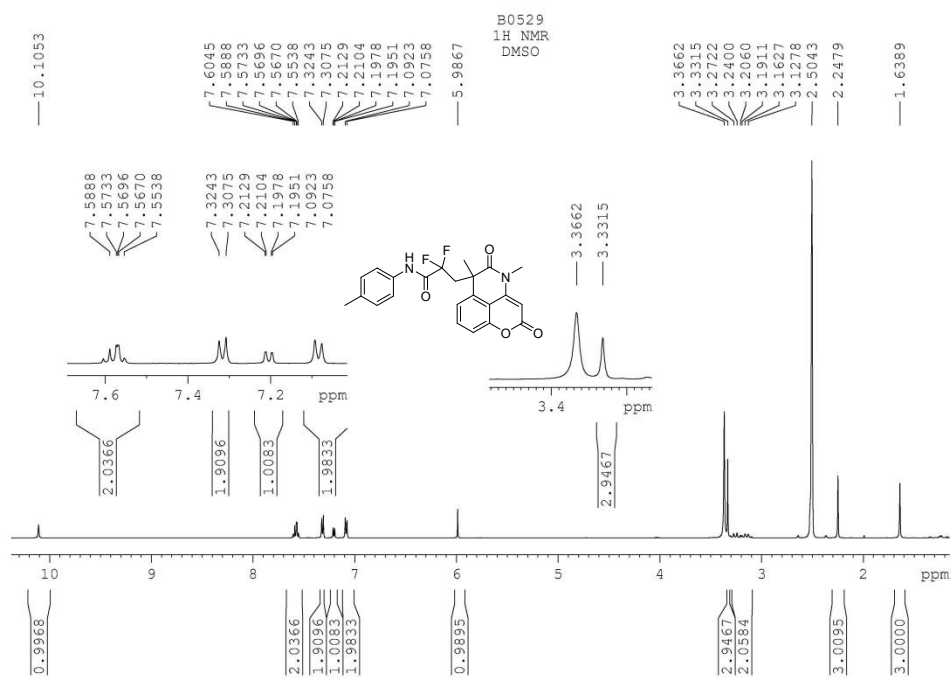 B0529
1H NMR
DMSO
10.1053
7.6045
7.5888
7.5733
7.5696
7.5670
7.5538
7.3243
7.3075
7.2129
7.2104
7.1978
7.1951
7.0923
7.0758
5.9867
3.3662
3.3315
3.2722
3.2400
3.2060
3.1911
3.1627
3.1278
2.5043
2.2479
1.6389
7.5888
7.5733
7.5696
7.5670
7.5538
7.3243
7.3075
7.2129
7.2104
7.1978
7.1951
7.0923
7.0758
3.3662
3.3315
H
N
O
F
F
O
N
O
O
7.6 7.4 7.2 ppm
3.4 ppm
2.0366 1.9096 1.0083 1.9833
2.9467
10 9 8 7 6 5 4 3 2 ppm
0.9968 2.0366 1.9096 1.0083 1.9833 0.9895 2.9467 2.0584 3.0095 3.0000